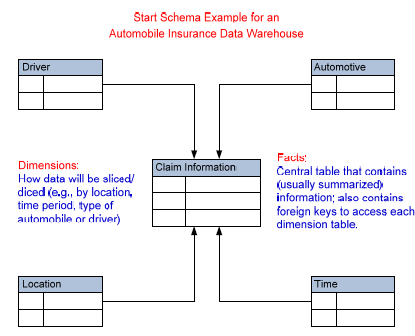 Start Schema Example for an
Automobile Insurance Data Warehouse
Driver
Automotive
Dimensions:
How data will be sliced/
diced (e.g., by location,
time period, type of
automobile or driver)
Claim Information
Facts:
Central table that contains
(usually summarized)
information; also contains
foreign keys to access each
dimension table.
Location
Time